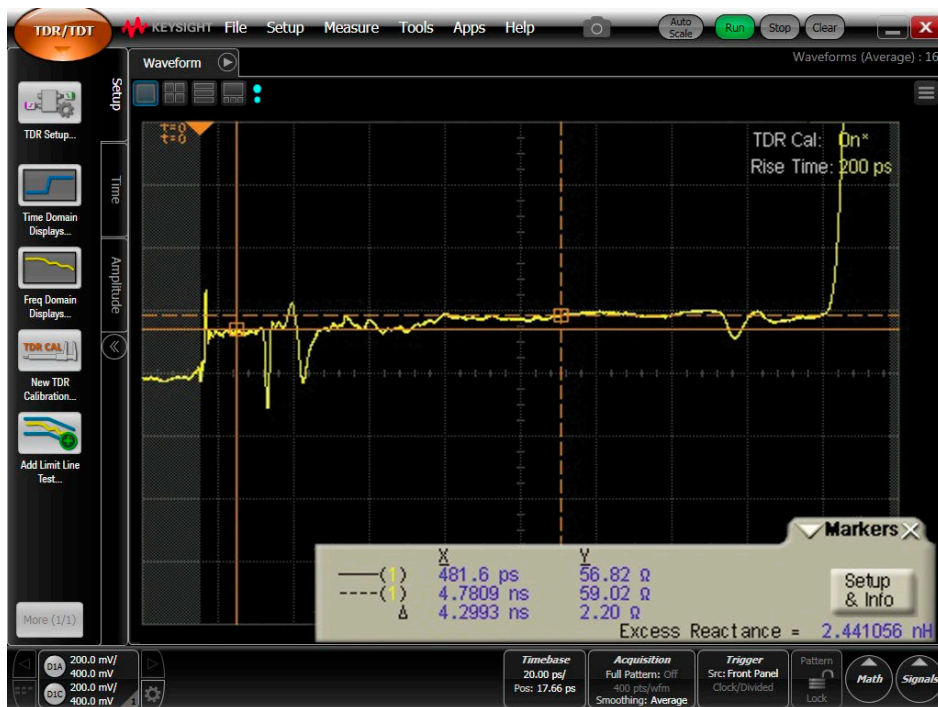 TDR/TDT
KEYSIGHT File Setup Measure Tools Apps Help
Auto Scale
Run
Stop
Clear
Waveform
Waveforms (Average) : 16
Setup
Time
Amplitude
TDR Setup...
Time Domain
Displays...
Freq Domain
Displays...
TDR CAL
New TDR
Calibration...
Add Limit Line
Test...
More (1/1)
t=0
t=0
TDR Cal: On*
Rise Time: 200 ps
Markers
X Y
——(1) 481.6 ps 56.82 Ω
----(1) 4.7809 ns 59.02 Ω
Δ 4.2993 ns 2.20 Ω
Setup
& Info
Excess Reactance = 2.441056 nH
D1A 200.0 mV/
400.0 mV
D1C 200.0 mV/
400.0 mV
1
Timebase
20.00 ps/
Pos: 17.66 ps
Acquisition
Full Pattern: Off
400 pts/wfm
Smoothing: Average
Trigger
Src: Front Panel
Clock/Divided
Pattern
Lock
Math
Signals